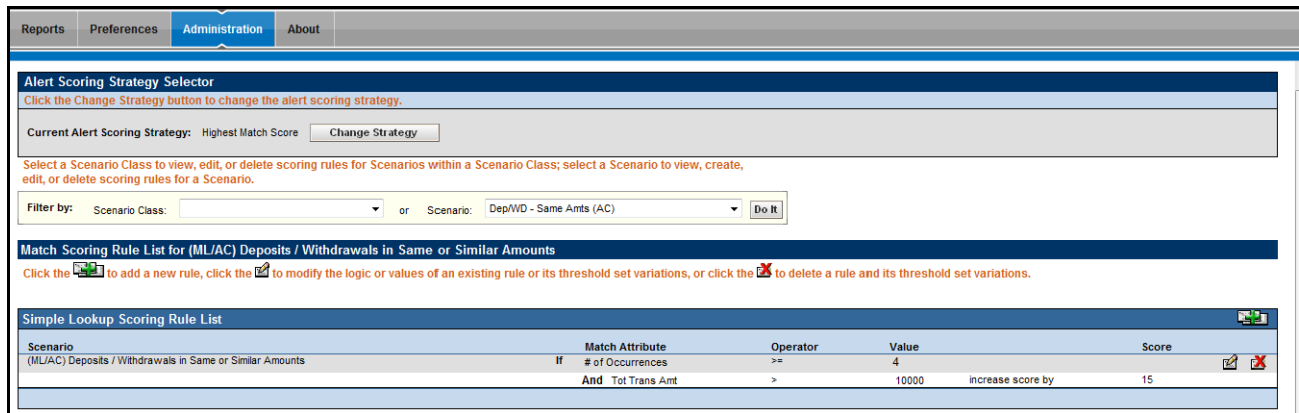 Reports Preferences Administration About
Alert Scoring Strategy Selector
Click the Change Strategy button to change the alert scoring strategy.
Current Alert Scoring Strategy: Highest Match Score Change Strategy
Select a Scenario Class to view, edit, or delete scoring rules for Scenarios within a Scenario Class; select a Scenario to view, create,
edit, or delete scoring rules for a Scenario.
Filter by: Scenario Class: or Scenario: Dep/WD - Same Amts (AC) Do It
Match Scoring Rule List for (ML/AC) Deposits / Withdrawals in Same or Similar Amounts
Click the to add a new rule, click the to modify the logic or values of an existing rule or its threshold set variations, or click the to delete a rule and its threshold set variations.
Simple Lookup Scoring Rule List
Scenario Match Attribute Operator Value Score
(ML/AC) Deposits / Withdrawals in Same or Similar Amounts If # of Occurrences >= 4
And Tot Trans Amt > 10000 increase score by 15